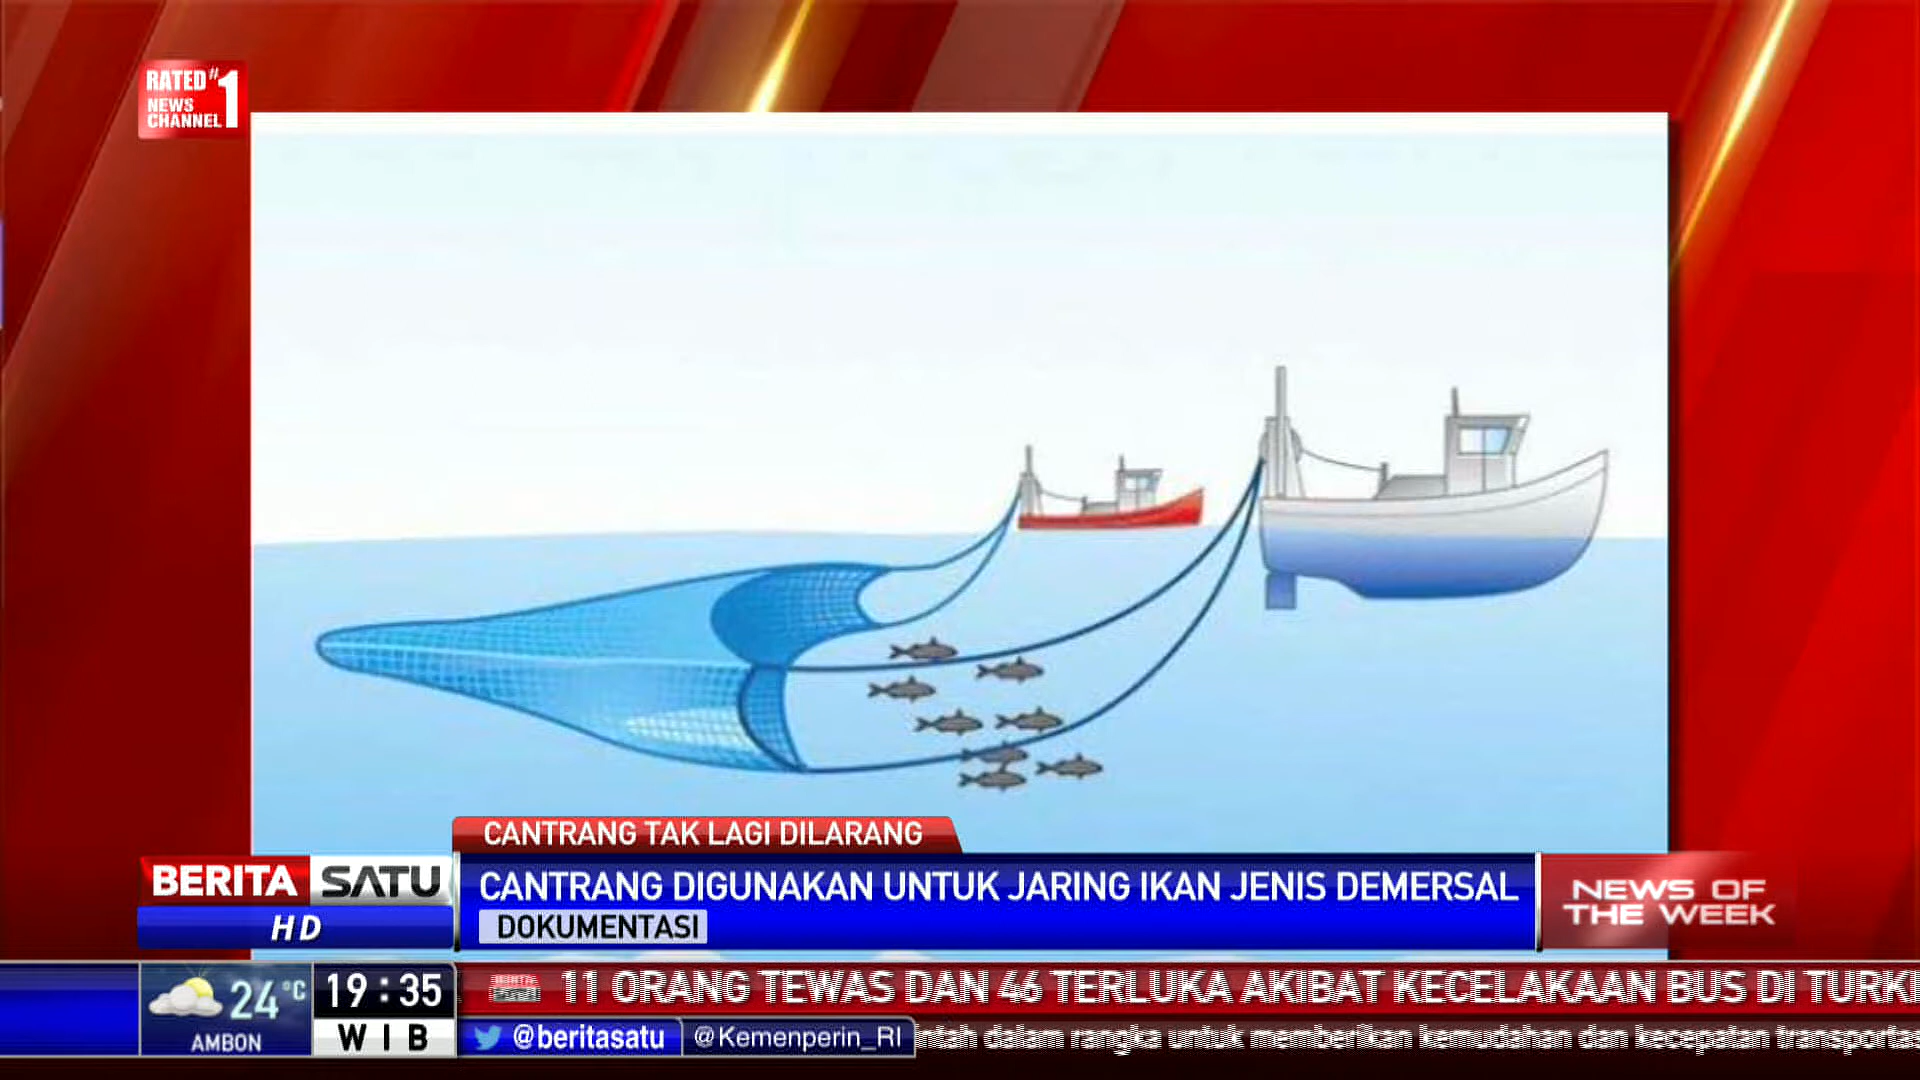 RATED #1
NEWS
CHANNEL
CANTRANG TAK LAGI DILARANG
BERITA SATU
HD
CANTRANG DIGUNAKAN UNTUK JARING IKAN JENIS DEMERSAL
DOKUMENTASI
NEWS OF
THE WEEK
24°C
AMBON
19:35
WIB
11 ORANG TEWAS DAN 46 TERLUKA AKIBAT KECELAKAAN BUS DI TURKI
@beritasatu
@Kemenperin_RI
dalam rangka untuk memberikan kemudahan dan kecepatan